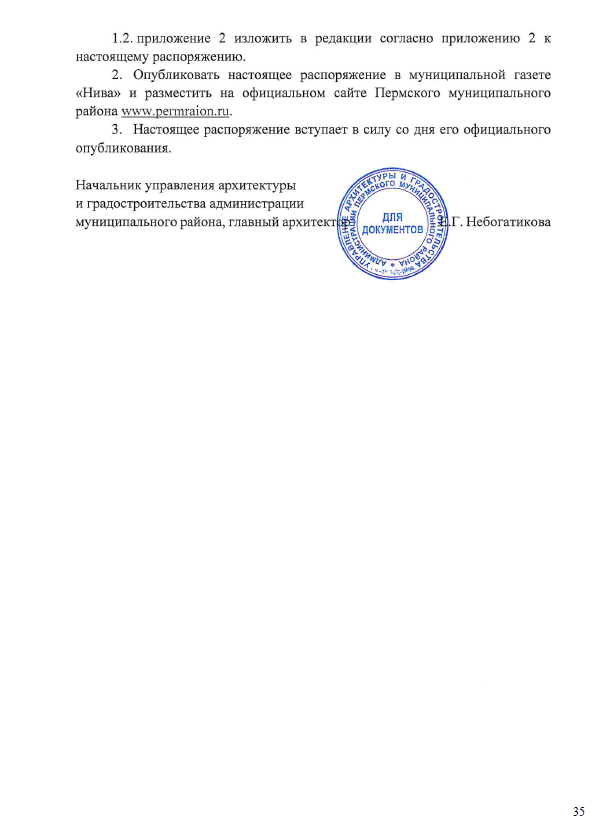 1.2. приложение 2 изложить в редакции согласно приложению 2 к
настоящему распоряжению.
2. Опубликовать настоящее распоряжение в муниципальной газете
«Нива» и разместить на официальном сайте Пермского муниципального
района www.permraion.ru.
3. Настоящее распоряжение вступает в силу со дня его официального
опубликования.
Начальник управления архитектуры
и градостроительства администрации
муниципального района, главный архитектор
Небогатикова
УПРАВЛЕНИЕ АРХИТЕКТУРЫ И ГРАДОСТРОИТЕЛЬСТВА
АДМИНИСТРАЦИИ ПЕРМСКОГО МУНИЦИПАЛЬНОГО РАЙОНА
ДЛЯ
ДОКУМЕНТОВ
35